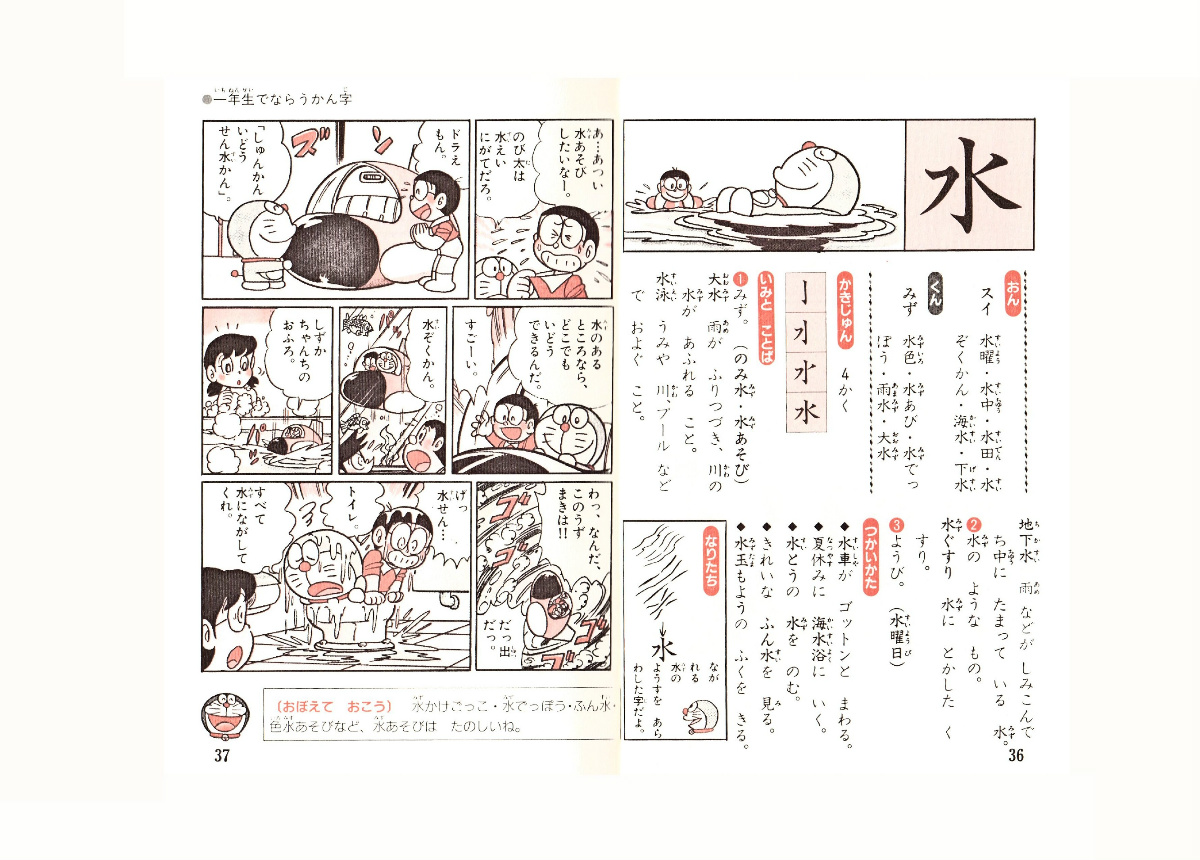 水
おん
スイ
水曜・水中・水田・水
ぞくかん・海水・下水
くん
みず
水色・水あび・水でっ
ぽう・雨水・大水
かきじゅん
4かく
いみと ことば
❶みず。(のみ水・水あそび)
大水 雨が ふりつづき、川の
水が あふれる こと。
水泳 うみや 川、プール など
で およぐ こと。
地下水 雨などが しみこんで
ち中に たまって いる 水。
❷水の ような もの。
水ぐすり 水に とかした く
すり。
❸ようび。(水曜日)
つかいかた
◆水車が ゴットンと まわる。
◆夏休みに 海水浴に いく。
◆水とうの 水を のむ。
◆きれいな ふん水を 見る。
◆水玉もようの ふくを きる。
なりたち
水
なが
れる
水の
ようすを あら
わした字だよ。
36
●一年生でならうかん字
あ…あつい
水あそび
したいなー。
のび太は
水えい
にがてだろ。
ドラえ
もん。
ズン
「しゅんかん
いどう
せん水かん」。
水のある
ところなら、
どこでも
いどう
できるんだ。
すごーい。
水ぞくかん。
しずか
ちゃんちの
おふろ。
わっ、なんだ、
このうず
まきは!!
ゴゴゴゴ
だっ出
だっ。
げっ
水せん…
トイレ。
すべて
水にながして
くれ。
(おぼえて おこう) 水かけごっこ・水でっぽう・ふん水・
色水あそびなど、水あそびは たのしいね。
37